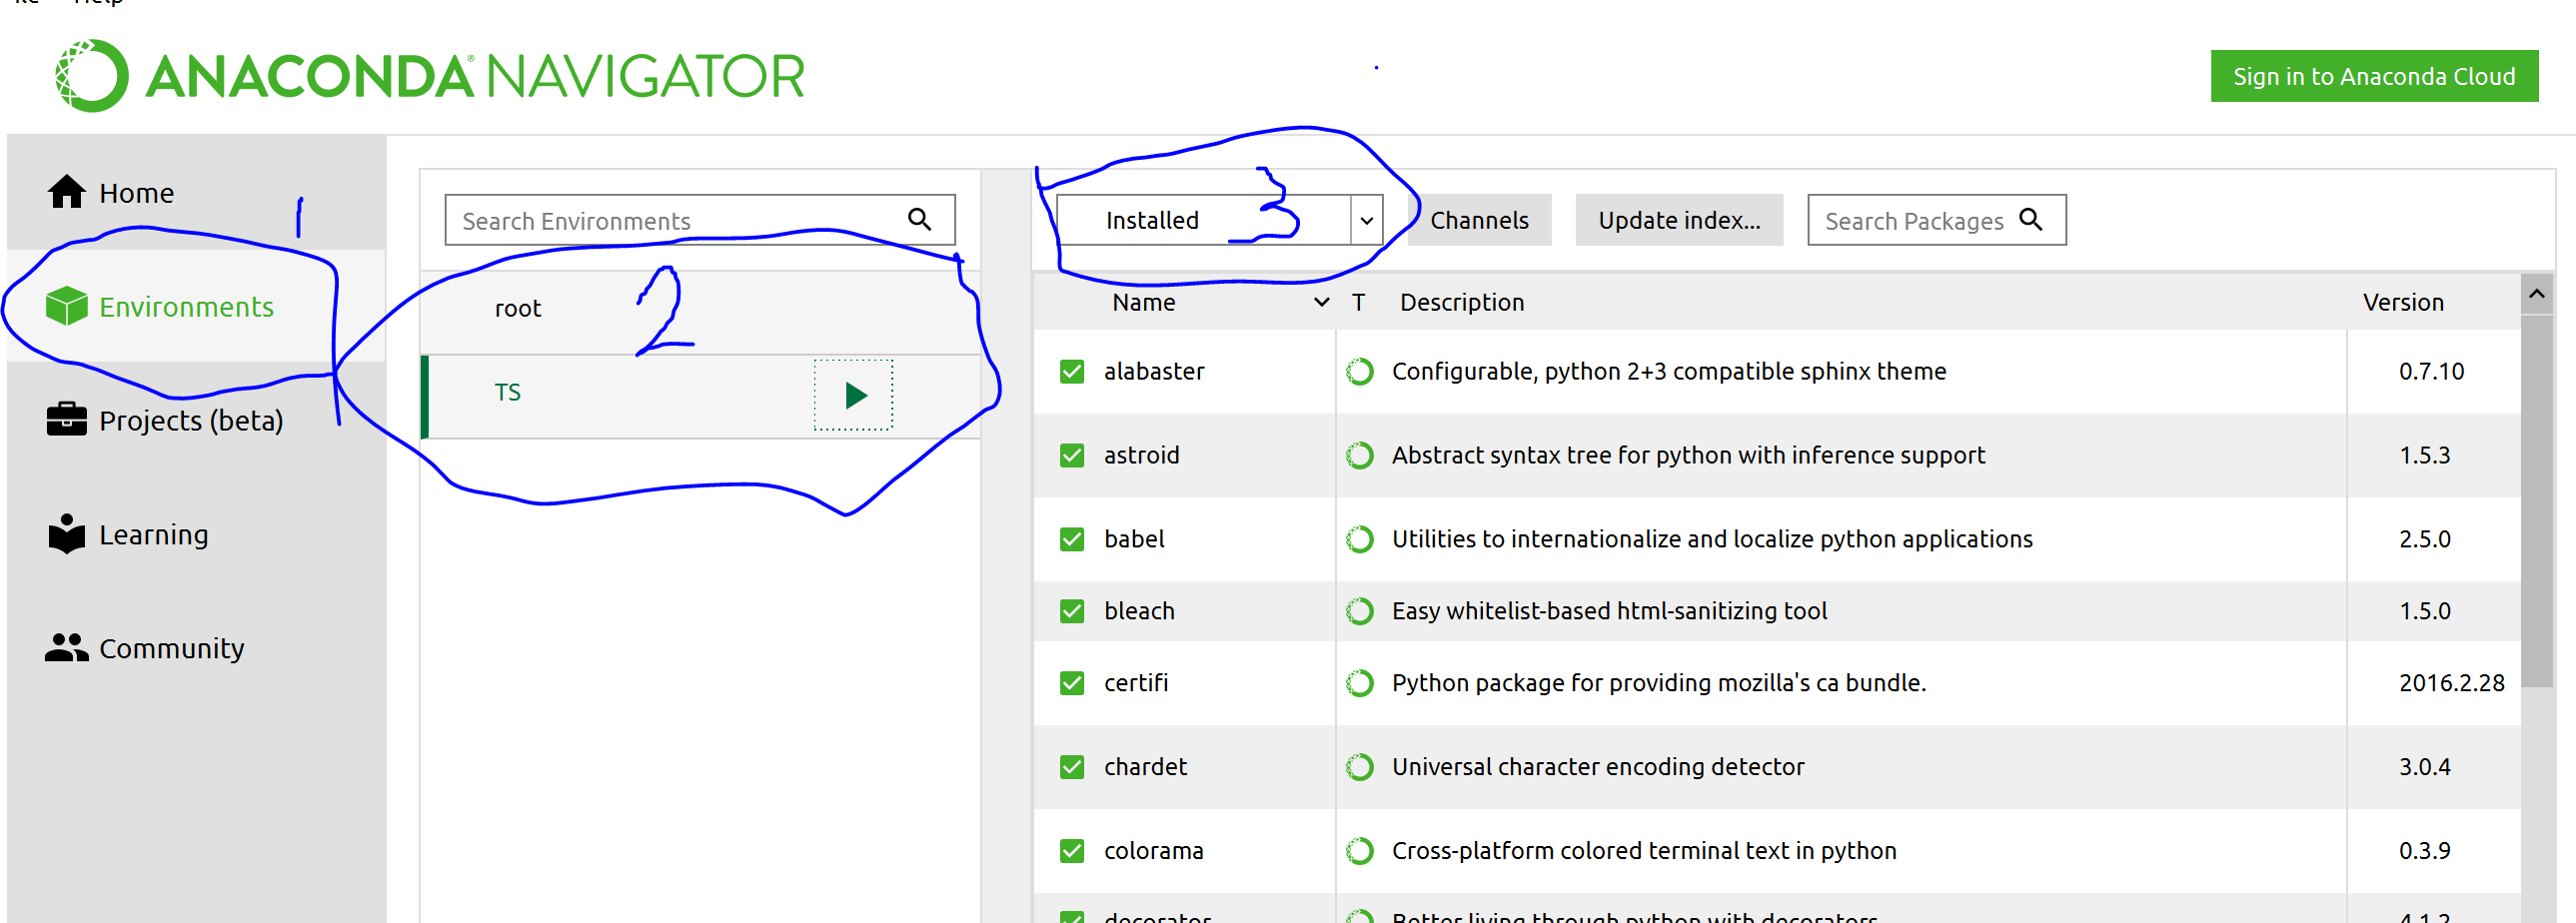 Help
ANACONDA® NAVIGATOR
Sign in to Anaconda Cloud
Home
1
Environments
Projects (beta)
Learning
Community
Search Environments
2
root
TS
3
Installed
Channels
Update index...
Search Packages
Name T Description Version
alabaster Configurable, python 2+3 compatible sphinx theme 0.7.10
astroid Abstract syntax tree for python with inference support 1.5.3
babel Utilities to internationalize and localize python applications 2.5.0
bleach Easy whitelist-based html-sanitizing tool 1.5.0
certifi Python package for providing mozilla's ca bundle. 2016.2.28
chardet Universal character encoding detector 3.0.4
colorama Cross-platform colored terminal text in python 0.3.9
decorator Better living through python with decorators 4.1.2